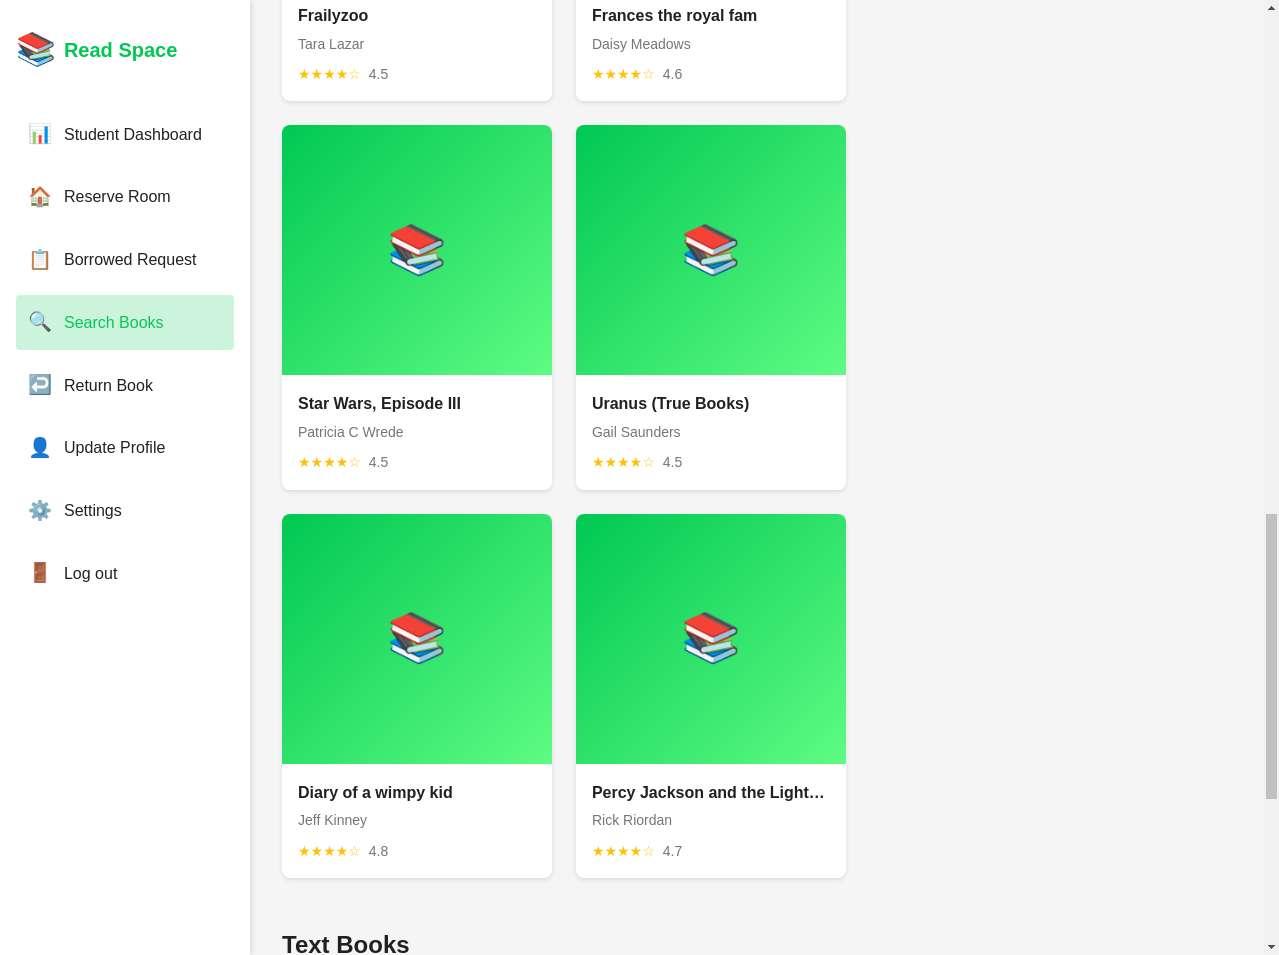 Read Space
Student Dashboard
Reserve Room
Borrowed Request
Search Books
Return Book
Update Profile
Settings
Log out
Frailyzoo
Tara Lazar
★★★★☆ 4.5
Frances the royal fam
Daisy Meadows
★★★★☆ 4.6
Star Wars, Episode III
Patricia C Wrede
★★★★☆ 4.5
Uranus (True Books)
Gail Saunders
★★★★☆ 4.5
Diary of a wimpy kid
Jeff Kinney
★★★★☆ 4.8
Percy Jackson and the Light…
Rick Riordan
★★★★☆ 4.7
Text Books